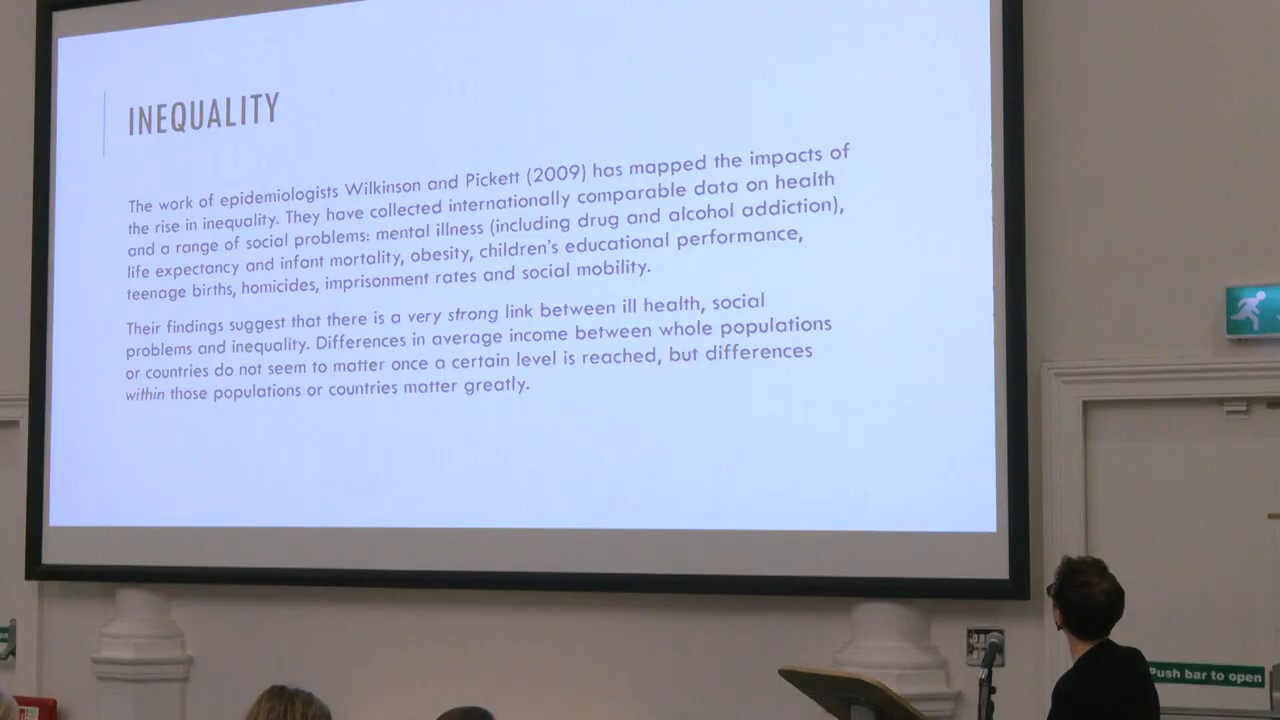 INEQUALITY
The work of epidemiologists Wilkinson and Pickett (2009) has mapped the impacts of
the rise in inequality. They have collected internationally comparable data on health
and a range of social problems: mental illness (including drug and alcohol addiction),
life expectancy and infant mortality, obesity, children's educational performance,
teenage births, homicides, imprisonment rates and social mobility.
Their findings suggest that there is a very strong link between ill health, social
problems and inequality. Differences in average income between whole populations
or countries do not seem to matter once a certain level is reached, but differences
within those populations or countries matter greatly.
Push bar to open